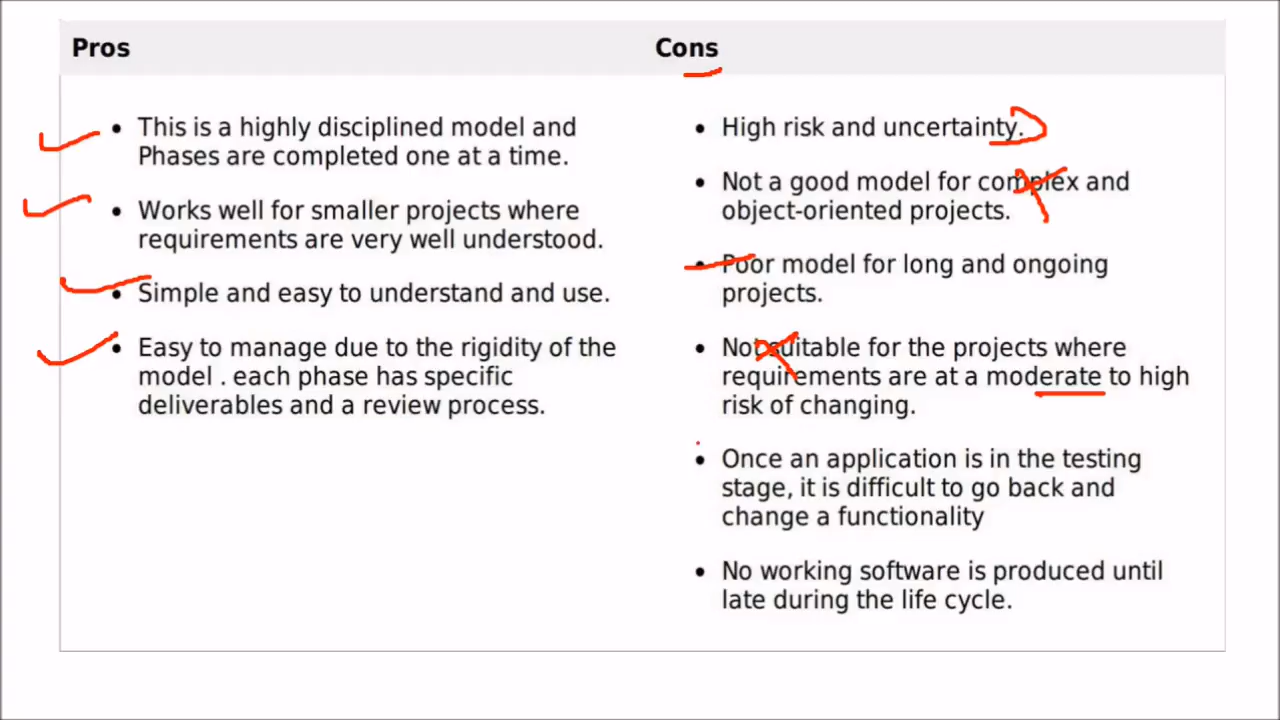 Pros
Cons
• This is a highly disciplined model and
Phases are completed one at a time.
• Works well for smaller projects where
requirements are very well understood.
• Simple and easy to understand and use.
• Easy to manage due to the rigidity of the
model . each phase has specific
deliverables and a review process.
• High risk and uncertainty.
• Not a good model for complex and
object-oriented projects.
• Poor model for long and ongoing
projects.
• Not suitable for the projects where
requirements are at a moderate to high
risk of changing.
• Once an application is in the testing
stage, it is difficult to go back and
change a functionality
• No working software is produced until
late during the life cycle.